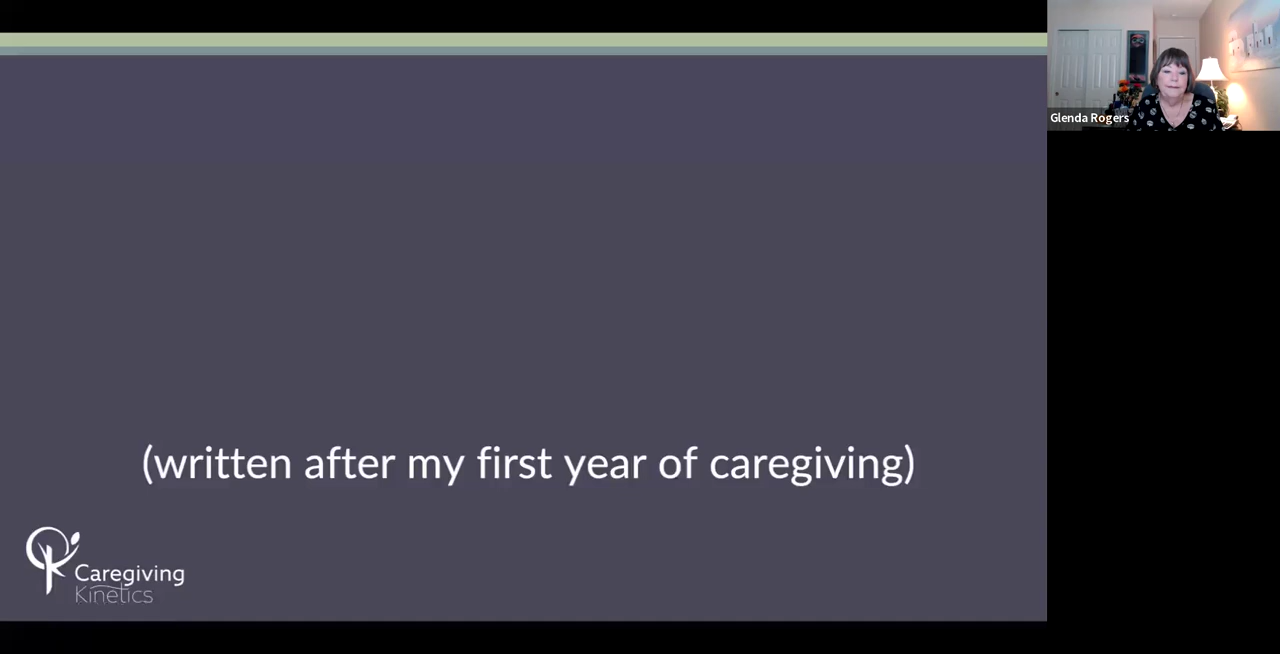 Glenda Rogers
(written after my first year of caregiving)
Caregiving
Kinetics